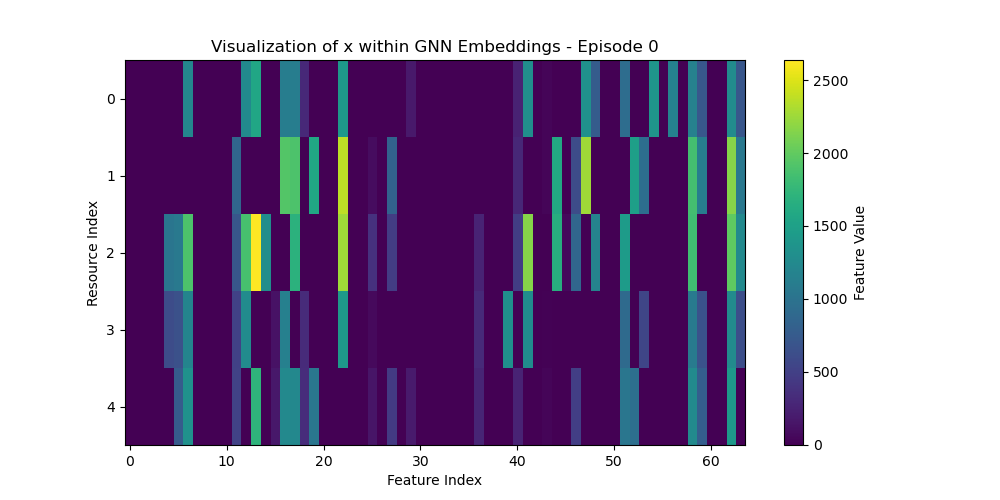 Visualization of x within GNN Embeddings - Episode 0
Resource Index
0
1
2
3
4
0 10 20 30 40 50 60
Feature Index
2500
2000
1500
1000
500
0
Feature Value